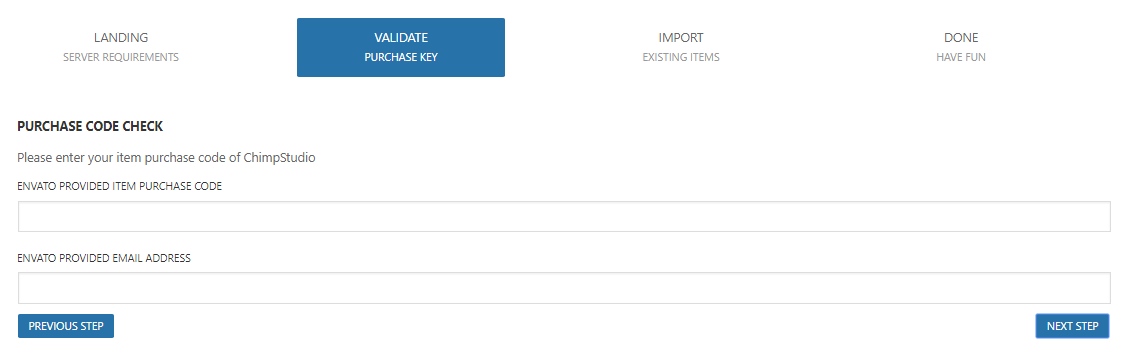 LANDING
SERVER REQUIREMENTS
VALIDATE
PURCHASE KEY
IMPORT
EXISTING ITEMS
DONE
HAVE FUN
PURCHASE CODE CHECK
Please enter your item purchase code of ChimpStudio
ENVATO PROVIDED ITEM PURCHASE CODE
ENVATO PROVIDED EMAIL ADDRESS
PREVIOUS STEP
NEXT STEP